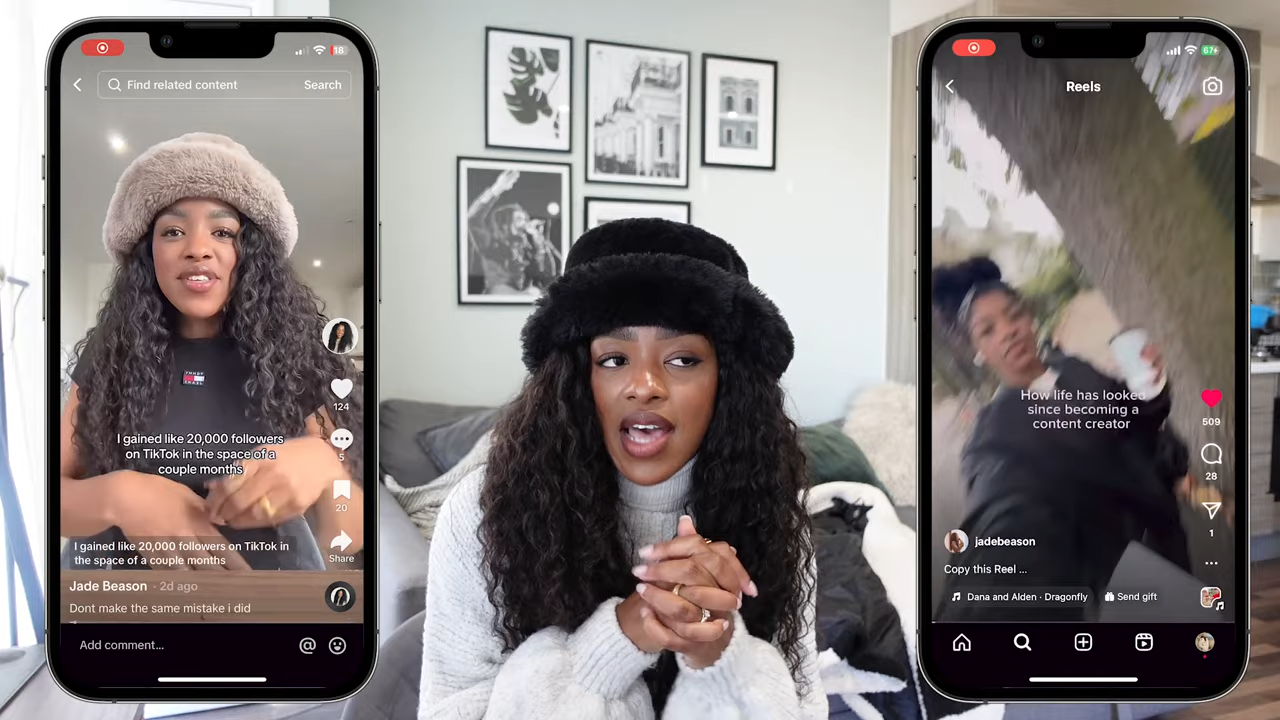 18
Find related content
Search
124
I gained like 20,000 followers
on TikTok in the space of a
couple months
5
20
I gained like 20,000 followers on TikTok in
the space of a couple months
Share
Jade Beason · 2d ago
Dont make the same mistake i did
Add comment...
@
67
Reels
How life has looked
since becoming a
content creator
509
28
1
jadebeason
Copy this Reel ...
Dana and Alden · Dragonfly
Send gift